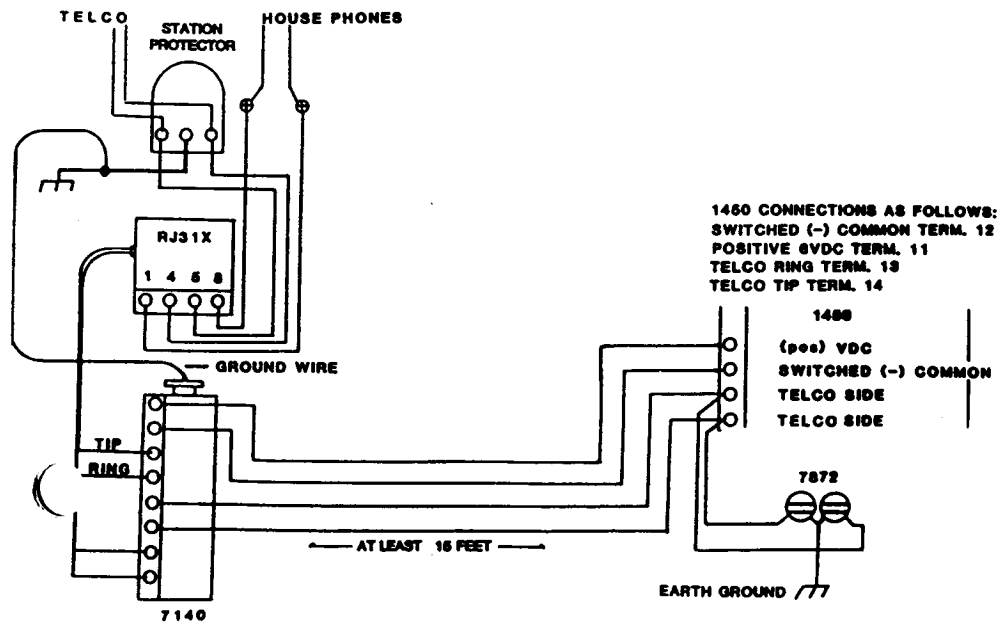 TELCO
HOUSE PHONES
STATION
PROTECTOR
1450 CONNECTIONS AS FOLLOWS:
SWITCHED (-) COMMON TERM. 12
POSITIVE 6VDC TERM. 11
TELCO RING TERM. 13
TELCO TIP TERM. 14
RJ31X
1 4 5 8
1450
(pos) VDC
SWITCHED (-) COMMON
TELCO SIDE
TELCO SIDE
GROUND WIRE
TIP
RING
7872
AT LEAST 15 FEET
EARTH GROUND
7140